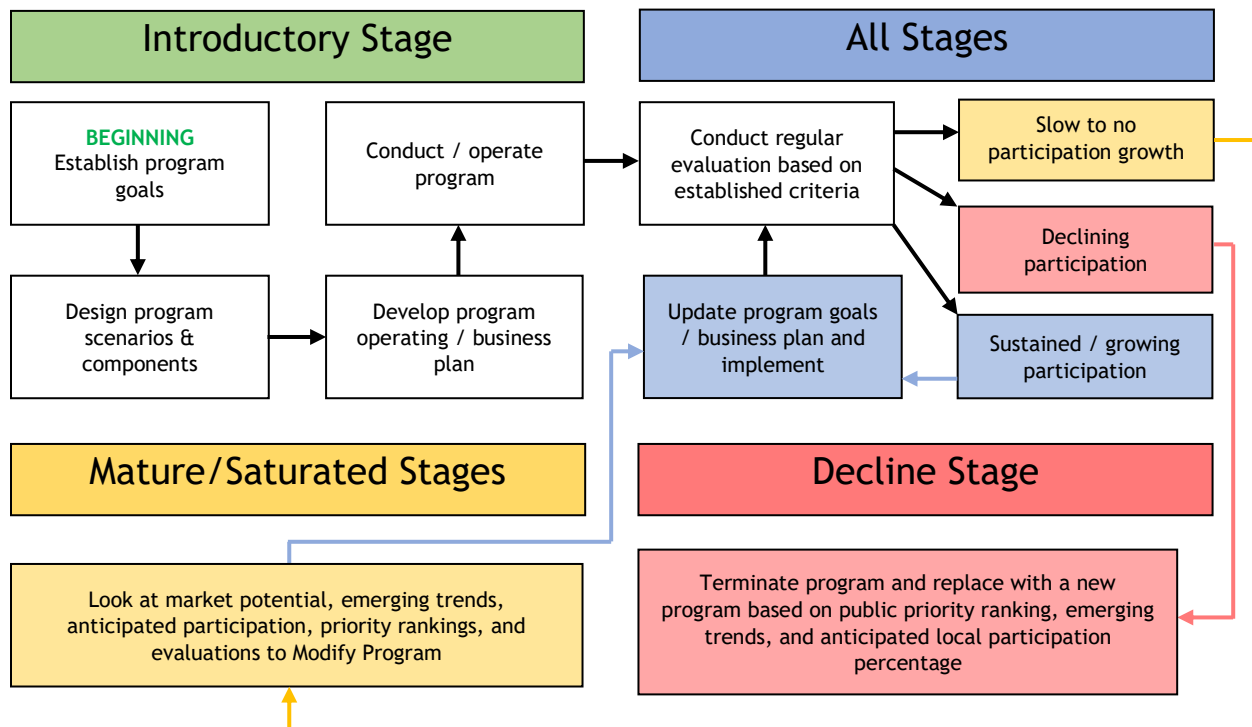 Introductory Stage
All Stages
BEGINNING
Establish program
goals
Conduct / operate
program
Conduct regular
evaluation based on
established criteria
Slow to no
participation growth
Declining
participation
Design program
scenarios &
components
Develop program
operating / business
plan
Update program goals
/ business plan and
implement
Sustained / growing
participation
Mature/Saturated Stages
Decline Stage
Look at market potential, emerging trends,
anticipated participation, priority rankings, and
evaluations to Modify Program
Terminate program and replace with a new
program based on public priority ranking, emerging
trends, and anticipated local participation
percentage